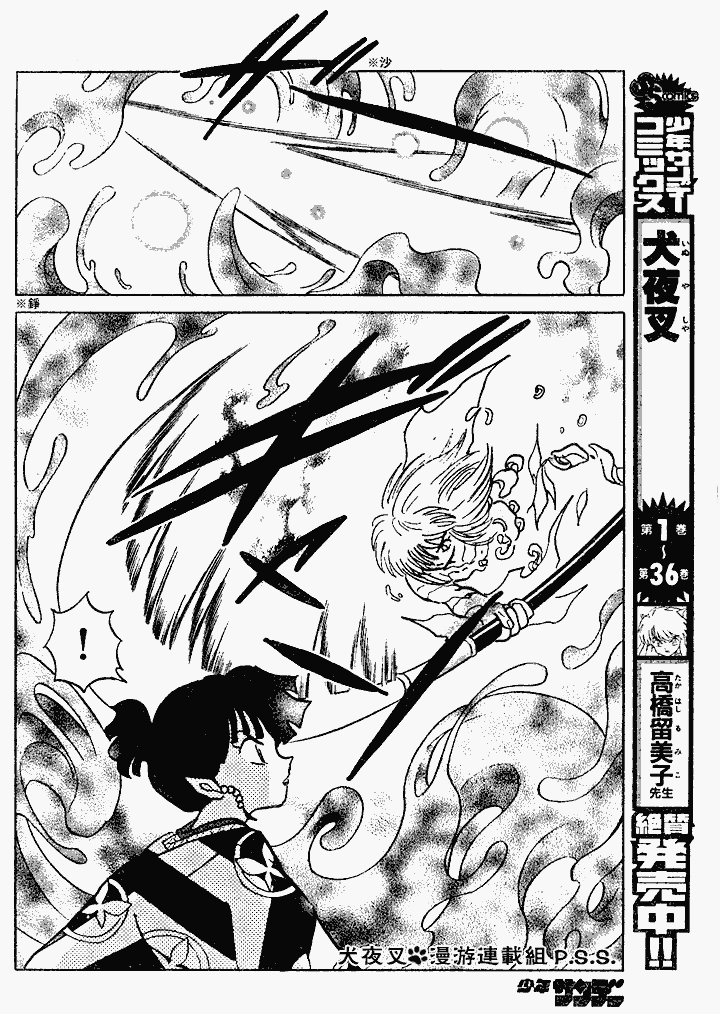 ※沙
※錚
!
犬夜叉 漫游連載組 P.S.S.
comics
少年サンデー
コミックス
犬夜叉
いぬ や しゃ
第1巻
〜
第36巻
高橋留美子
たか はし る み こ
先生
絶賛
発売中!!
少年サンデー